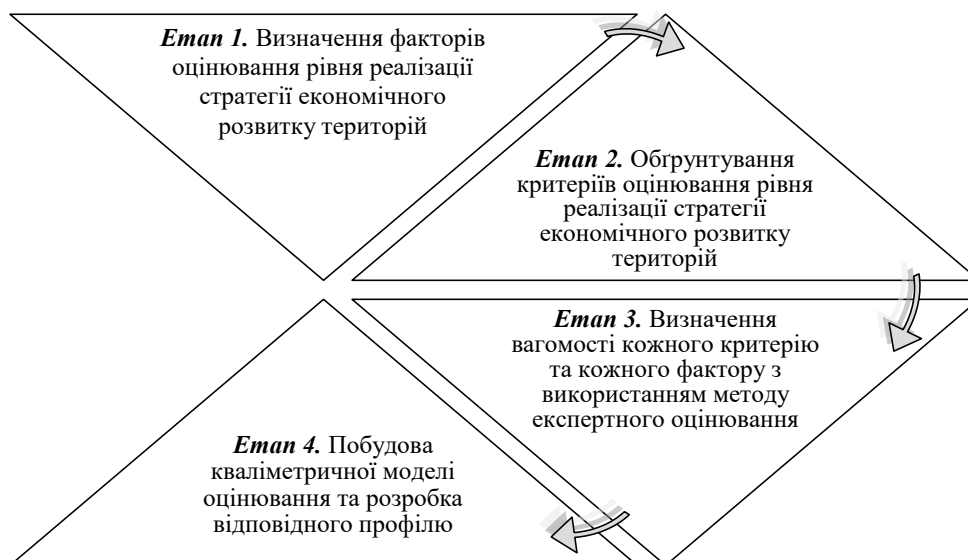 Етап 1. Визначення факторів
оцінювання рівня реалізації
стратегії економічного
розвитку територій
Етап 2. Обґрунтування
критеріїв оцінювання рівня
реалізації стратегії
економічного розвитку
територій
Етап 3. Визначення
вагомості кожного критерію
та кожного фактору з
використанням методу
експертного оцінювання
Етап 4. Побудова
кваліметричної моделі
оцінювання та розробка
відповідного профілю